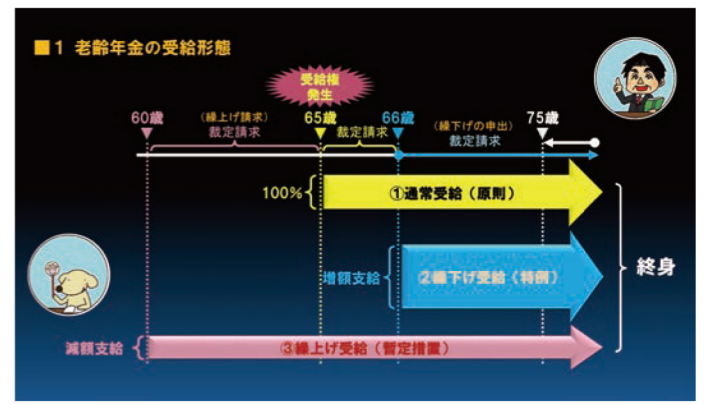 ■1 老齢年金の受給形態
受給権
発生
60歳
(繰上げ請求)
裁定請求
65歳
裁定請求
66歳
(繰下げの申出)
裁定請求
75歳
100%
①通常受給(原則)
増額支給
②繰下げ受給(特例)
終身
減額支給
③繰上げ受給(暫定措置)